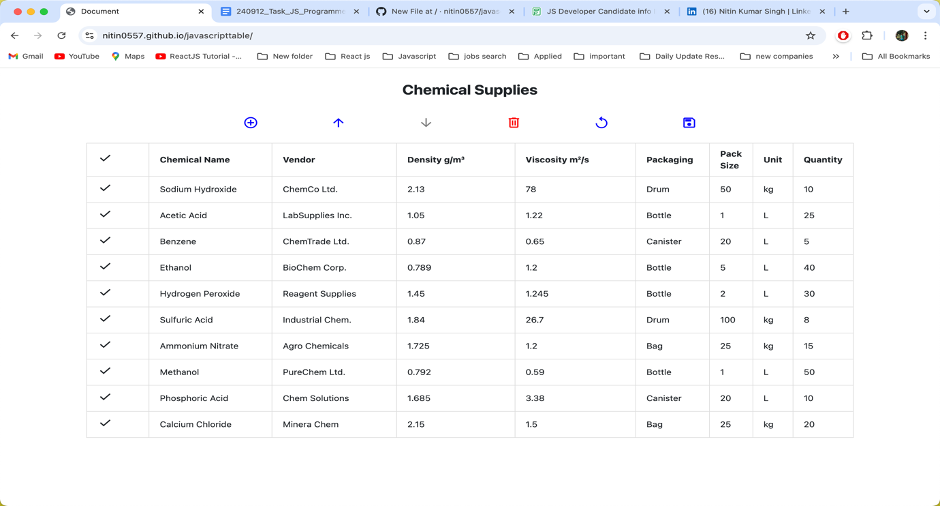 Document
240912_Task_JS_Programme
New File at / · nitin0557/javas
JS Developer Candidate info
(16) Nitin Kumar Singh | Linke
nitin0557.github.io/javascripttable/
Gmail YouTube Maps ReactJS Tutorial -... New folder React js Javascript jobs search Applied important Daily Update Res... new companies » All Bookmarks
Chemical Supplies
Chemical Name Vendor Density g/m³ Viscosity m²/s Packaging Pack Size Unit Quantity
Sodium Hydroxide ChemCo Ltd. 2.13 78 Drum 50 kg 10
Acetic Acid LabSupplies Inc. 1.05 1.22 Bottle 1 L 25
Benzene ChemTrade Ltd. 0.87 0.65 Canister 20 L 5
Ethanol BioChem Corp. 0.789 1.2 Bottle 5 L 40
Hydrogen Peroxide Reagent Supplies 1.45 1.245 Bottle 2 L 30
Sulfuric Acid Industrial Chem. 1.84 26.7 Drum 100 kg 8
Ammonium Nitrate Agro Chemicals 1.725 1.2 Bag 25 kg 15
Methanol PureChem Ltd. 0.792 0.59 Bottle 1 L 50
Phosphoric Acid Chem Solutions 1.685 3.38 Canister 20 L 10
Calcium Chloride Minera Chem 2.15 1.5 Bag 25 kg 20